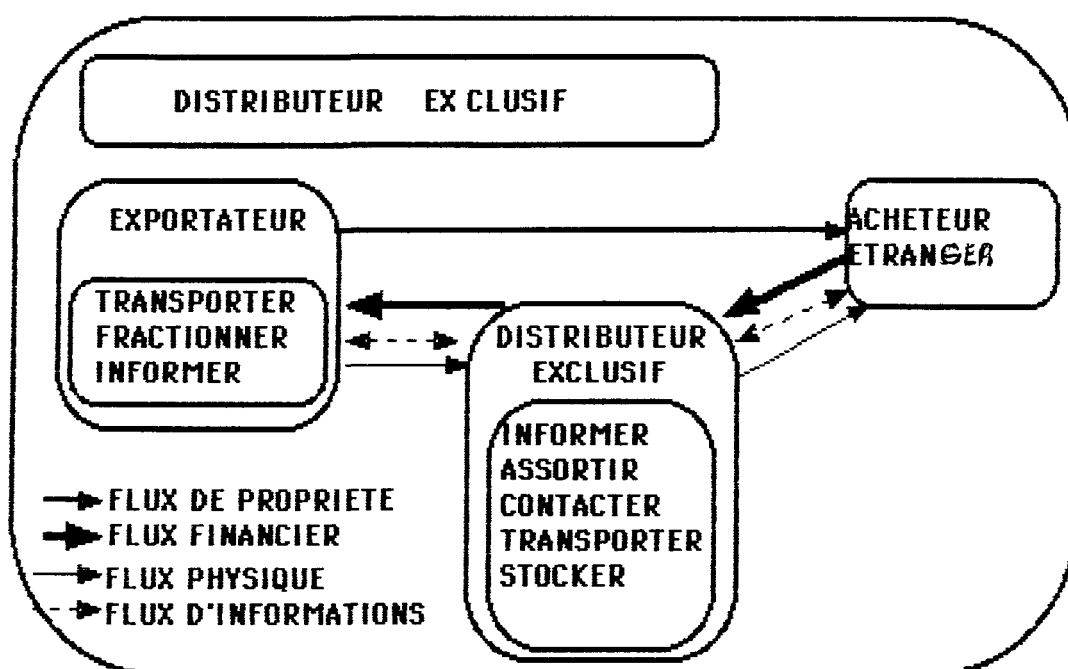 DISTRIBUTEUR EX CLUSIF
EXPORTATEUR
TRANSPORTER
FRACTIONNER
INFORMER
ACHETEUR
ETRANGER
DISTRIBUTEUR
EXCLUSIF
INFORMER
ASSORTIR
CONTACTER
TRANSPORTER
STOCKER
FLUX DE PROPRIETE
FLUX FINANCIER
FLUX PHYSIQUE
FLUX D'INFORMATIONS